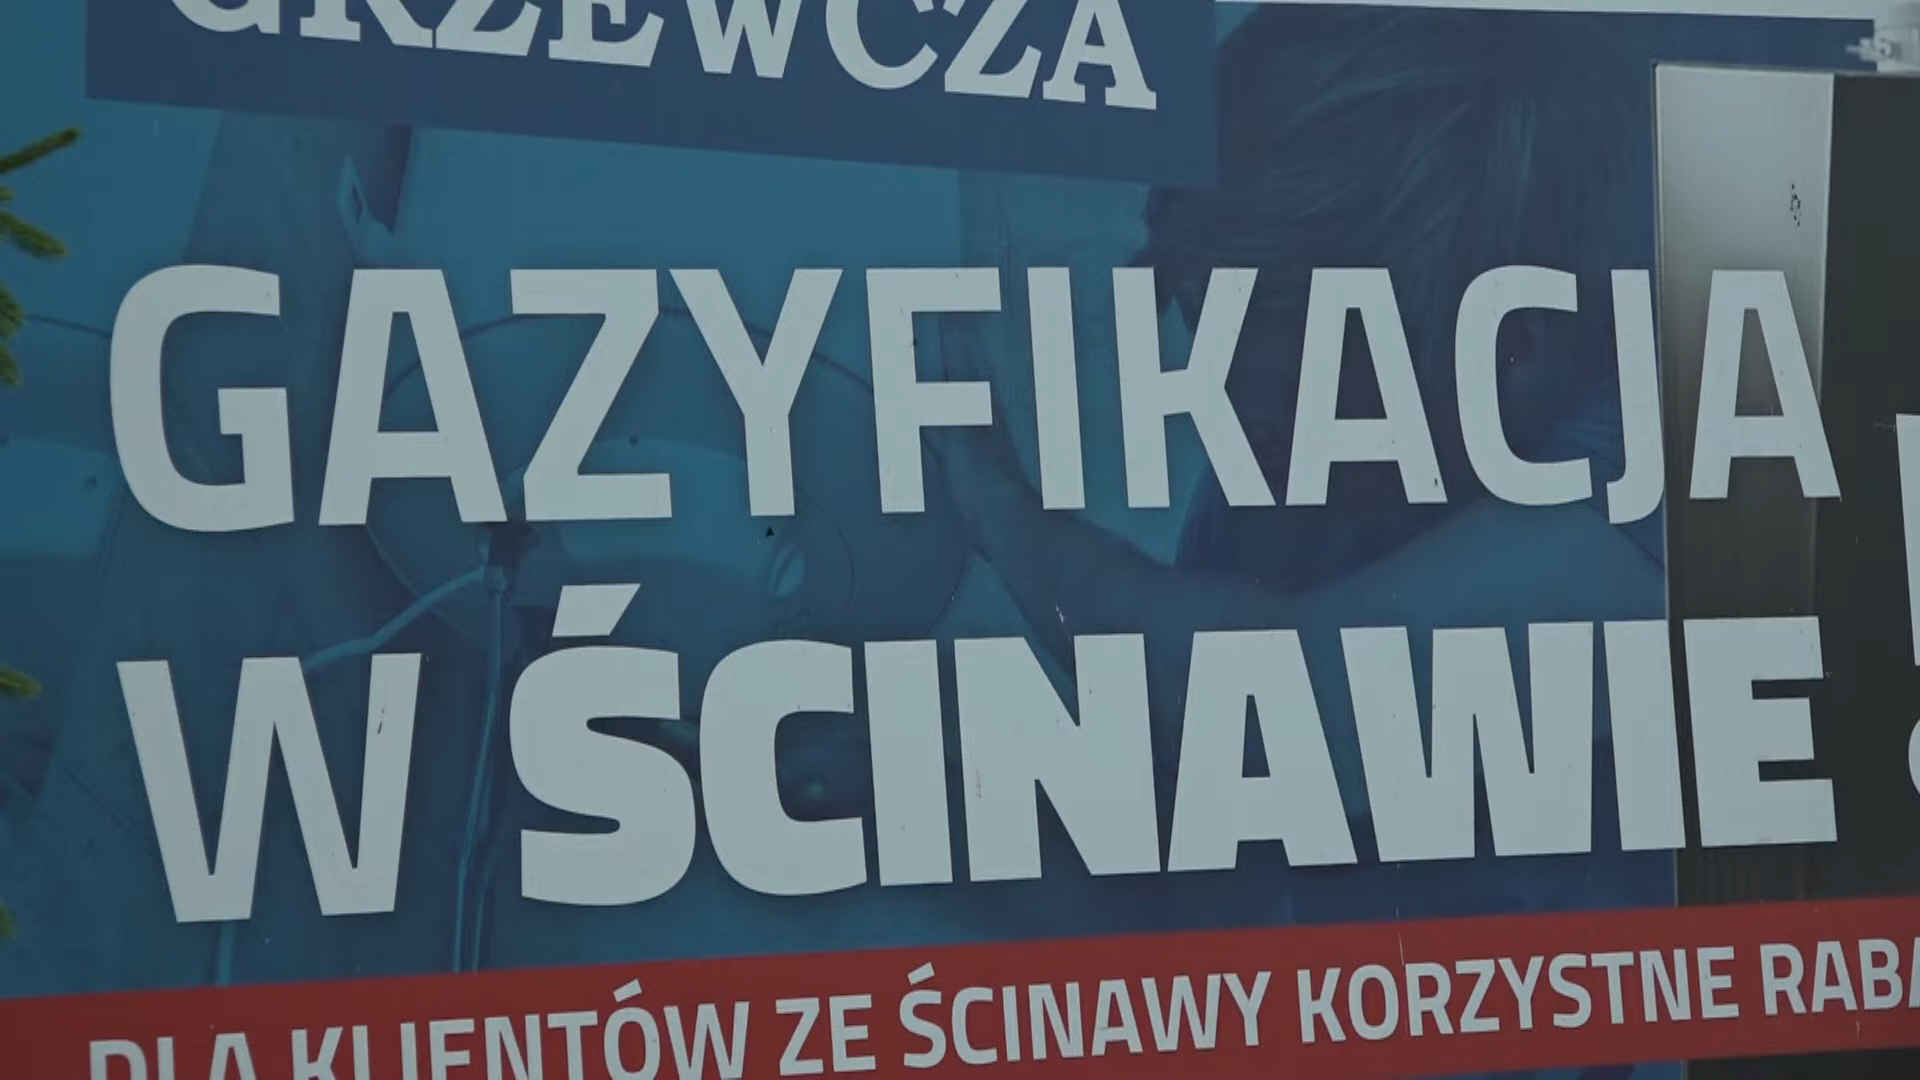 GRZEWCZA
GAZYFIKACJA
W ŚCINAWIE
DLA KLIENTÓW ZE ŚCINAWY KORZYSTNE